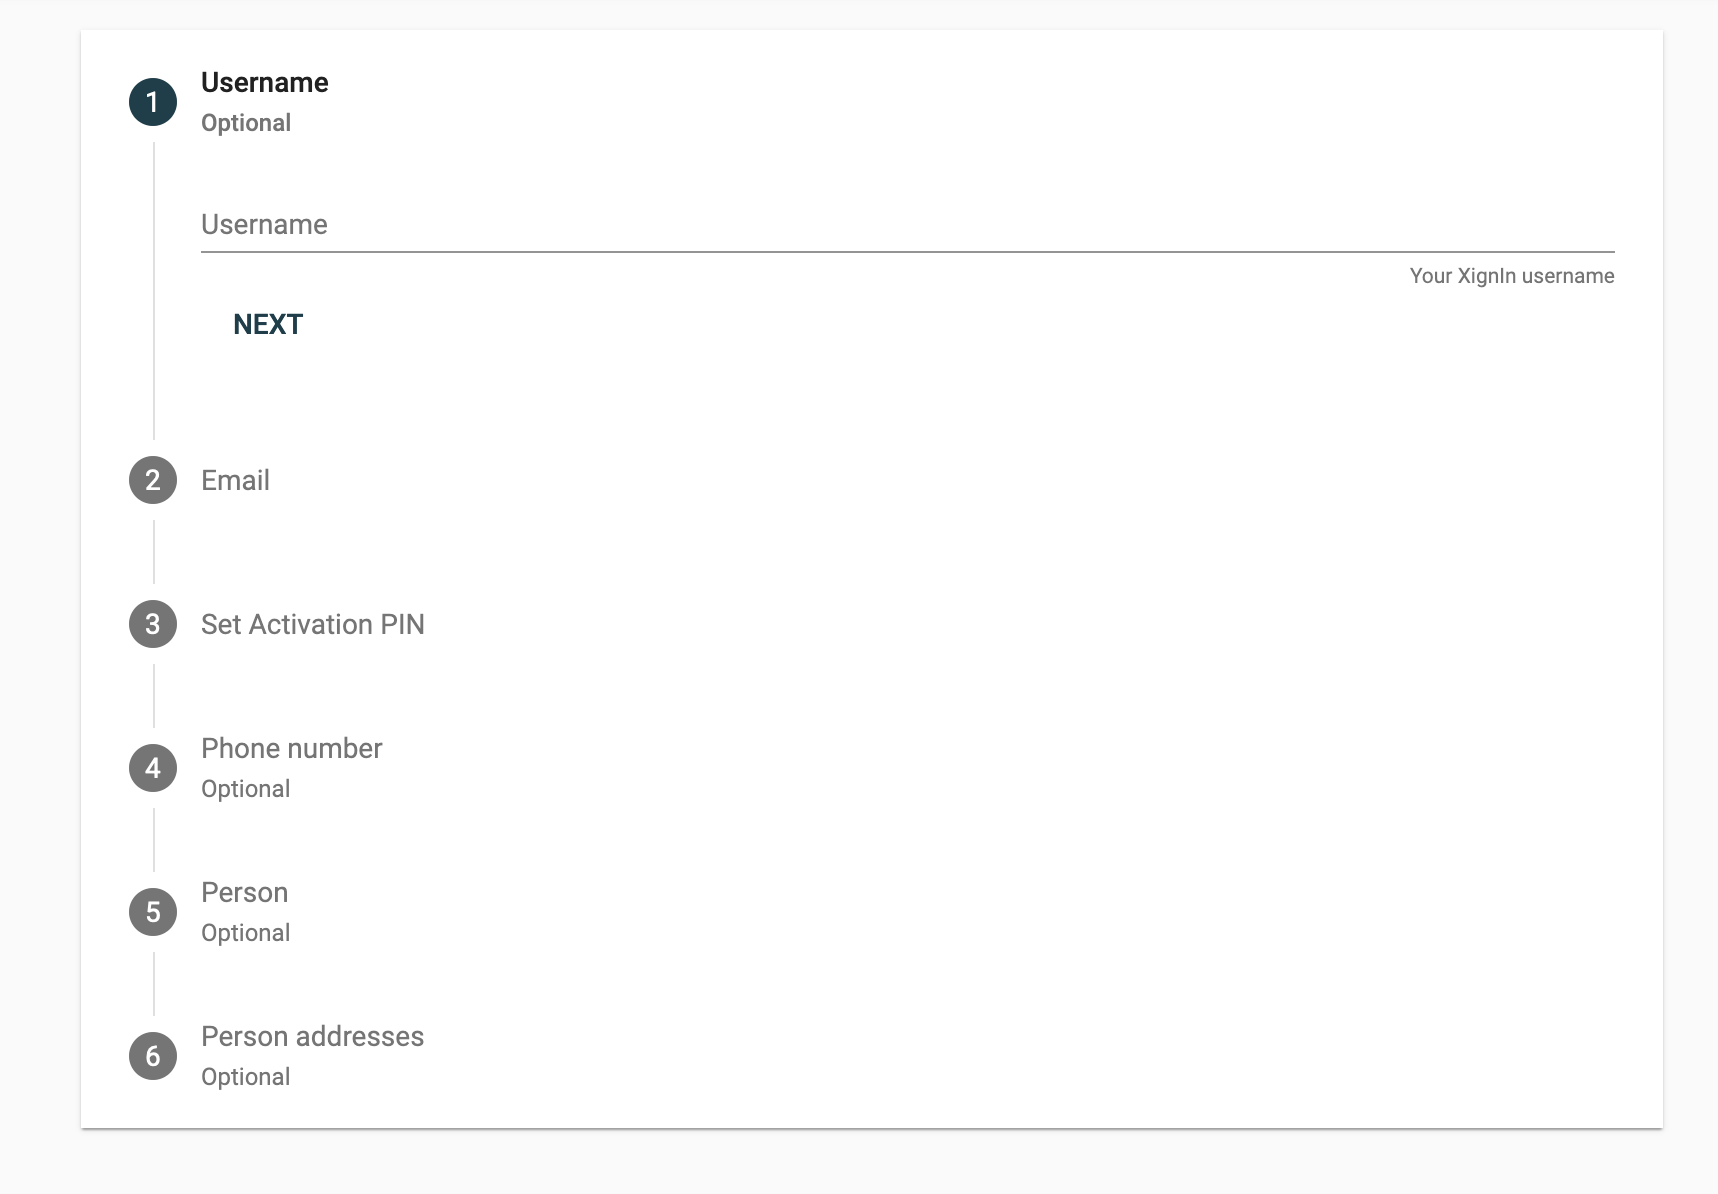 1
Username
Optional
Username
Your XignIn username
NEXT
2
Email
3
Set Activation PIN
4
Phone number
Optional
5
Person
Optional
6
Person addresses
Optional